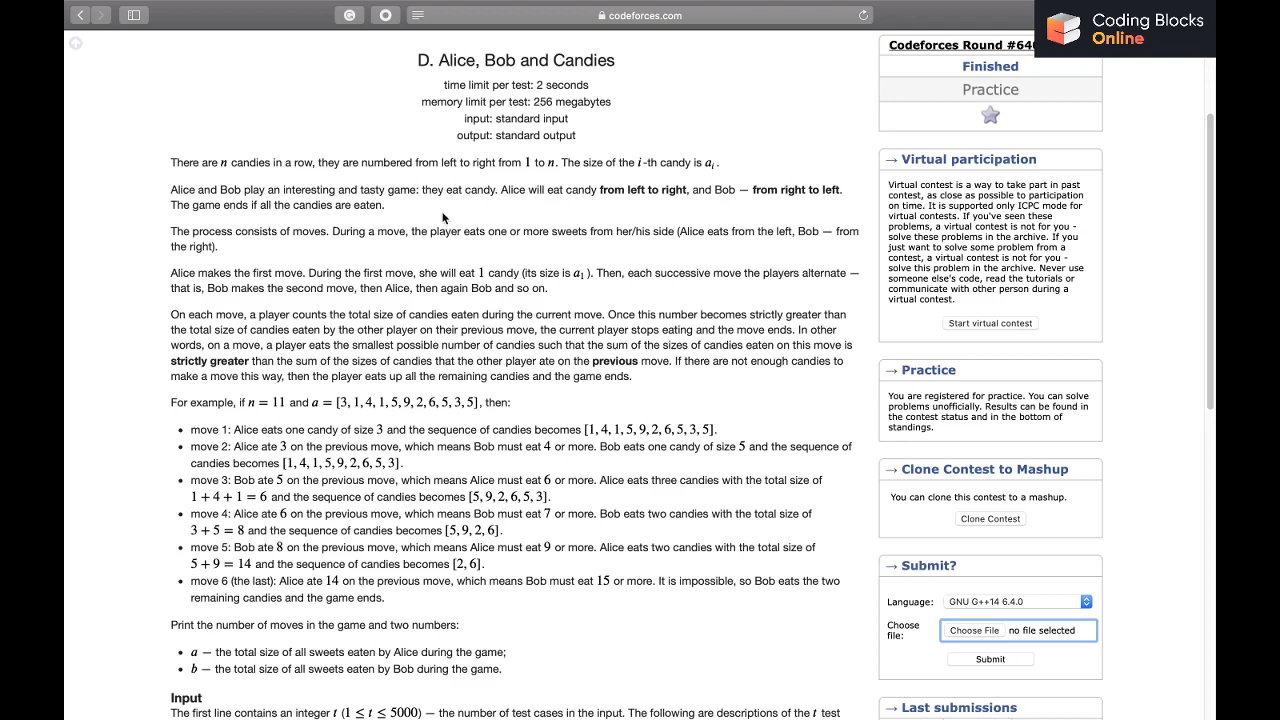 codeforces.com
Coding Blocks
Online
D. Alice, Bob and Candies
time limit per test: 2 seconds
memory limit per test: 256 megabytes
input: standard input
output: standard output
There are n candies in a row, they are numbered from left to right from 1 to n. The size of the i-th candy is aᵢ.
Alice and Bob play an interesting and tasty game: they eat candy. Alice will eat candy from left to right, and Bob — from right to left.
The game ends if all the candies are eaten.
The process consists of moves. During a move, the player eats one or more sweets from her/his side (Alice eats from the left, Bob — from
the right).
Alice makes the first move. During the first move, she will eat 1 candy (its size is a₁). Then, each successive move the players alternate —
that is, Bob makes the second move, then Alice, then again Bob and so on.
On each move, a player counts the total size of candies eaten during the current move. Once this number becomes strictly greater than
the total size of candies eaten by the other player on their previous move, the current player stops eating and the move ends. In other
words, on a move, a player eats the smallest possible number of candies such that the sum of the sizes of candies eaten on this move is
strictly greater than the sum of the sizes of candies that the other player ate on the previous move. If there are not enough candies to
make a move this way, then the player eats up all the remaining candies and the game ends.
For example, if n = 11 and a = [3, 1, 4, 1, 5, 9, 2, 6, 5, 3, 5], then:
• move 1: Alice eats one candy of size 3 and the sequence of candies becomes [1, 4, 1, 5, 9, 2, 6, 5, 3, 5].
• move 2: Alice ate 3 on the previous move, which means Bob must eat 4 or more. Bob eats one candy of size 5 and the sequence of
candies becomes [1, 4, 1, 5, 9, 2, 6, 5, 3].
• move 3: Bob ate 5 on the previous move, which means Alice must eat 6 or more. Alice eats three candies with the total size of
1 + 4 + 1 = 6 and the sequence of candies becomes [5, 9, 2, 6, 5, 3].
• move 4: Alice ate 6 on the previous move, which means Bob must eat 7 or more. Bob eats two candies with the total size of
3 + 5 = 8 and the sequence of candies becomes [5, 9, 2, 6].
• move 5: Bob ate 8 on the previous move, which means Alice must eat 9 or more. Alice eats two candies with the total size of
5 + 9 = 14 and the sequence of candies becomes [2, 6].
• move 6 (the last): Alice ate 14 on the previous move, which means Bob must eat 15 or more. It is impossible, so Bob eats the two
remaining candies and the game ends.
Print the number of moves in the game and two numbers:
• a — the total size of all sweets eaten by Alice during the game;
• b — the total size of all sweets eaten by Bob during the game.
Input
The first line contains an integer t (1 ≤ t ≤ 5000) — the number of test cases in the input. The following are descriptions of the t test
Codeforces Round #64
Finished
Practice
→ Virtual participation
Virtual contest is a way to take part in past
contest, as close as possible to participation
on time. It is supported only ICPC mode for
virtual contests. If you've seen these
problems, a virtual contest is not for you -
solve these problems in the archive. If you
just want to solve some problem from a
contest, a virtual contest is not for you -
solve this problem in the archive. Never use
someone else's code, read the tutorials or
communicate with other person during a
virtual contest.
Start virtual contest
→ Practice
You are registered for practice. You can solve
problems unofficially. Results can be found in
the contest status and in the bottom of
standings.
→ Clone Contest to Mashup
You can clone this contest to a mashup.
Clone Contest
→ Submit?
Language: GNU G++14 6.4.0
Choose
file: Choose File no file selected
Submit
→ Last submissions